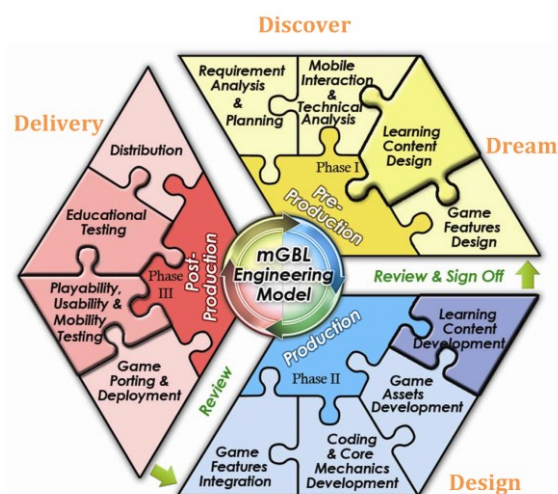 Discover
Requirement
Analysis
&
Planning
Mobile
Interaction
&
Technical
Analysis
Delivery
Dream
Learning
Content
Design
Distribution
Phase I
Pre-
Production
Game
Features
Design
Educational
Testing
Post-
Production
Phase
III
mGBL
Engineering
Model
Review & Sign Off
Playability,
Usability &
Mobility
Testing
Production
Phase II
Learning
Content
Development
Game
Assets
Development
Game
Porting &
Deployment
Review
Game
Features
Integration
Coding
& Core
Mechanics
Development
Design